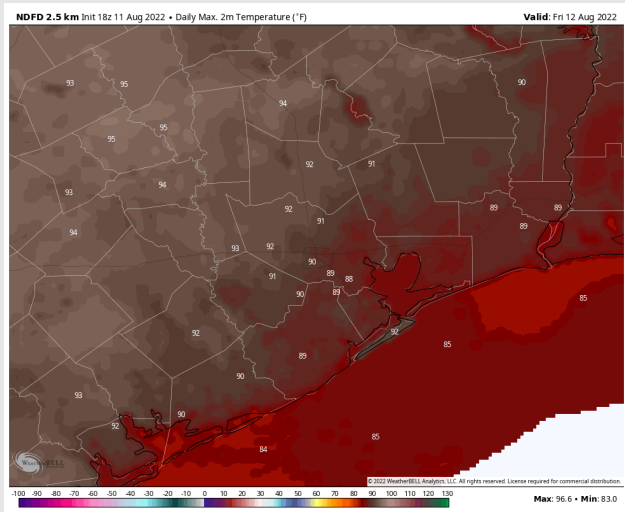 NDFD 2.5 km Init 18z 11 Aug 2022 • Daily Max. 2m Temperature (°F) Valid: Fri 12 Aug 2022
93 95 90
94
95 95
92 91
93 94
92 89 89
91 89
94
93 92
90
91 89 88
90 89
85
92 92
85
89
90
93
90
92
85
84
WeatherBELL
© 2022 WeatherBELL Analytics, LLC. All rights reserved. License required for commercial distribution.
-100 -90 -80 -70 -60 -50 -40 -30 -20 -10 0 10 20 30 40 50 60 70 80 90 100 110 120 130
Max: 96.6 • Min: 83.0